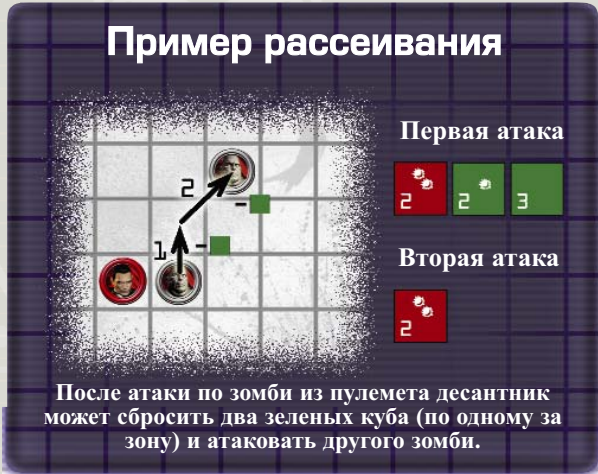 Пример рассеивания
Первая атака
2 2 3
2
1
Вторая атака
2
После атаки по зомби из пулемета десантник
может сбросить два зеленых куба (по одному за
зону) и атаковать другого зомби.